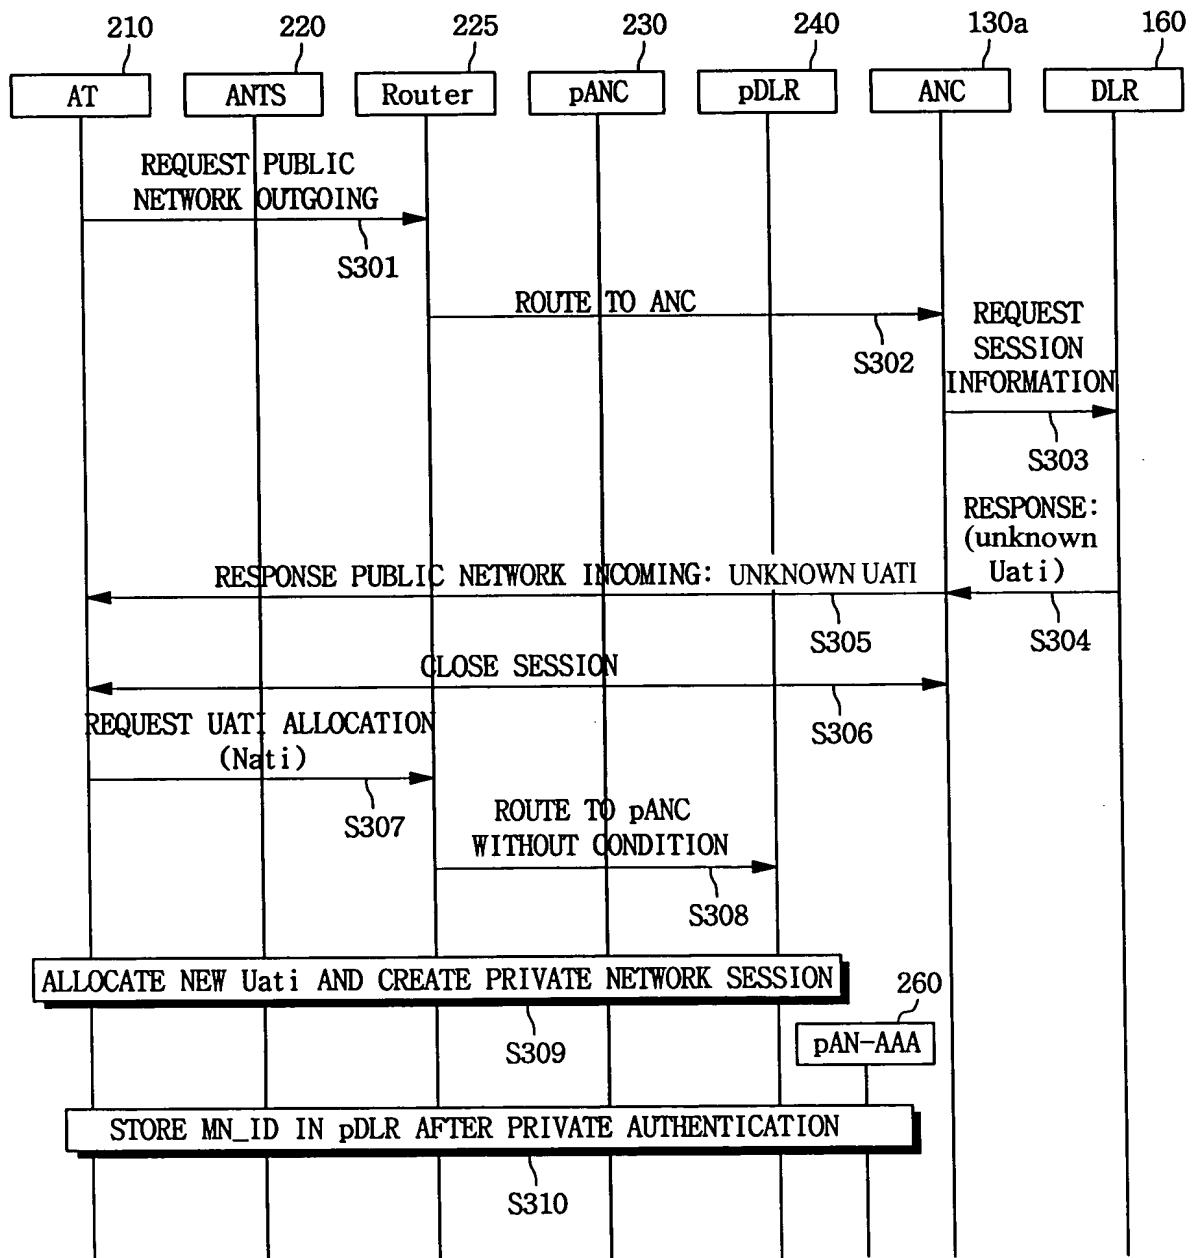 210 220 225 230 240 130a 160
AT ANTS Router pANC pDLR ANC DLR
REQUEST PUBLIC
NETWORK OUTGOING
S301
ROUTE TO ANC
S302
REQUEST
SESSION
INFORMATION
S303
RESPONSE:
(unknown
Uati)
S304
RESPONSE PUBLIC NETWORK INCOMING: UNKNOWN UATI
S305
CLOSE SESSION
S306
REQUEST UATI ALLOCATION
(Nati)
S307
ROUTE TO pANC
WITHOUT CONDITION
S308
ALLOCATE NEW Uati AND CREATE PRIVATE NETWORK SESSION
S309
260
pAN-AAA
STORE MN_ID IN pDLR AFTER PRIVATE AUTHENTICATION
S310